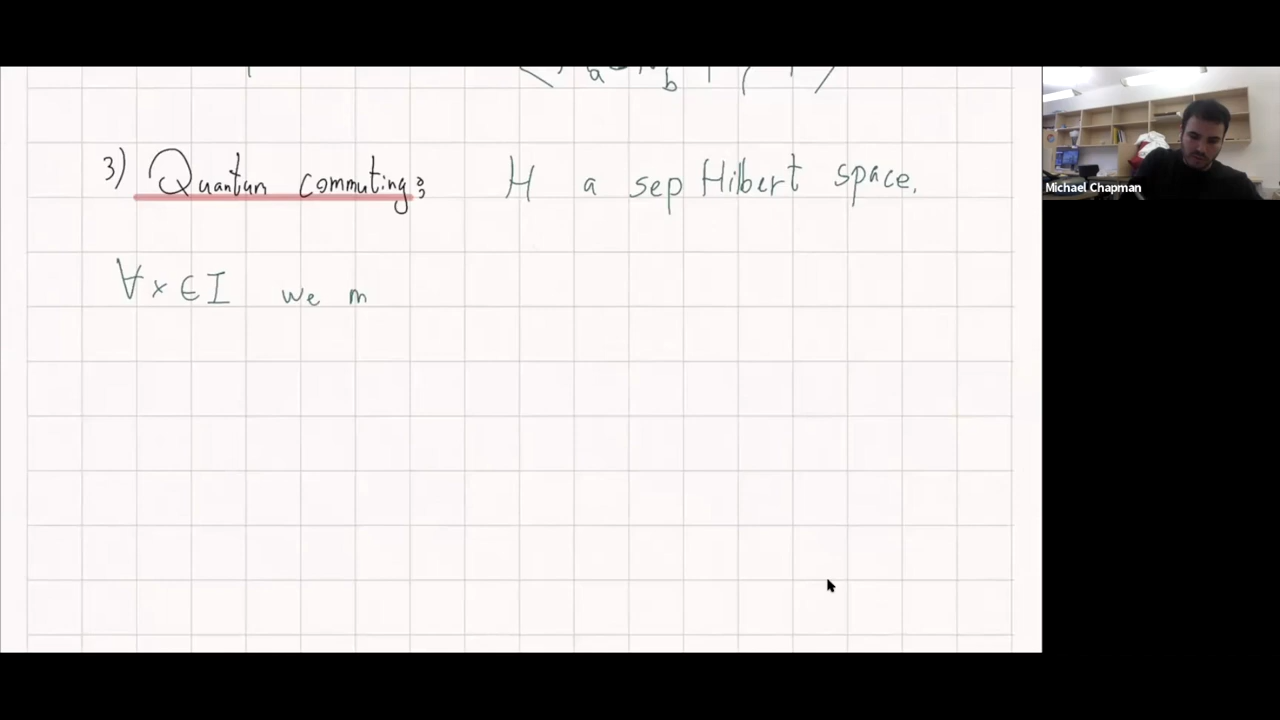 a b
3) Quantum Commuting: H a sep Hilbert space.
∀x∈I we m
Michael Chapman